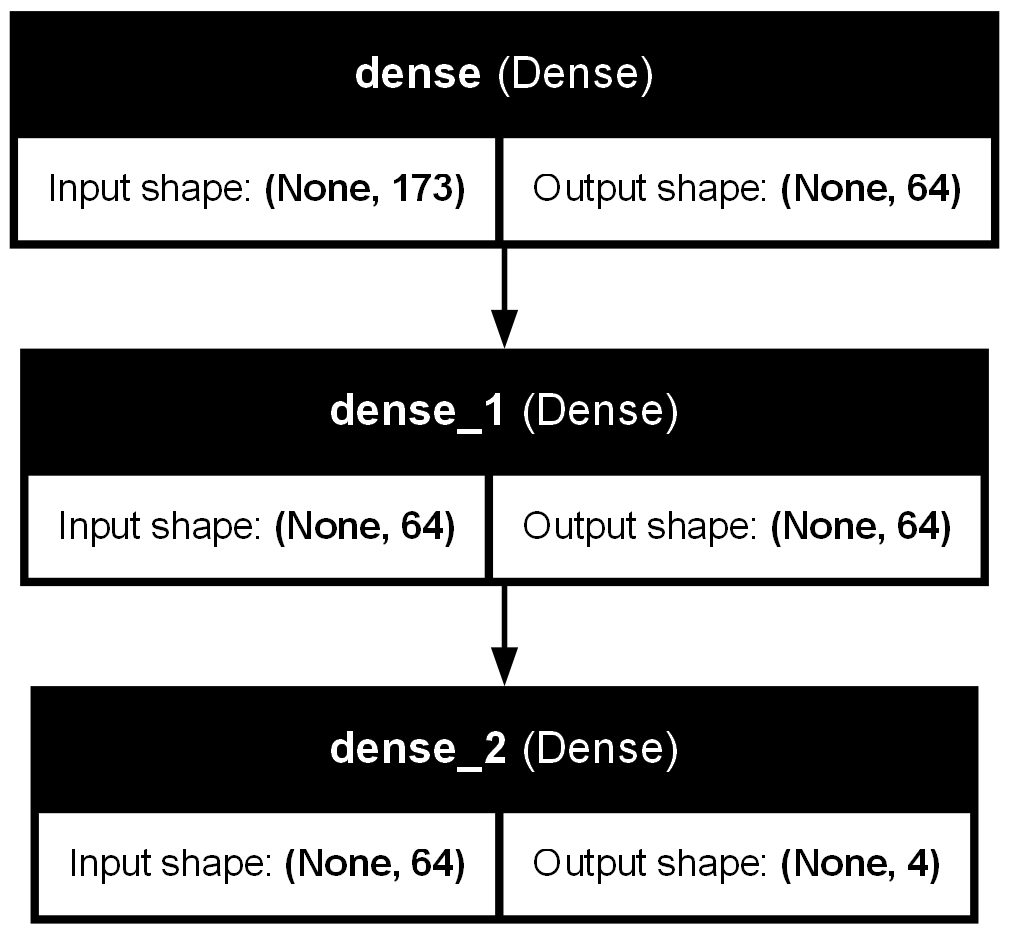 dense (Dense)
Input shape: (None, 173) Output shape: (None, 64)
dense_1 (Dense)
Input shape: (None, 64) Output shape: (None, 64)
dense_2 (Dense)
Input shape: (None, 64) Output shape: (None, 4)